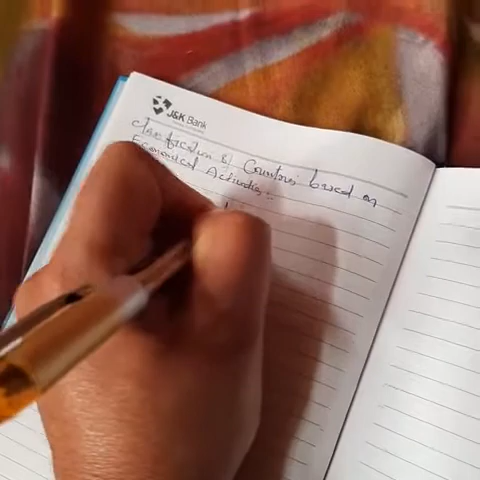 J&K Bank
Classification of Countries based on
Economical Activities:-